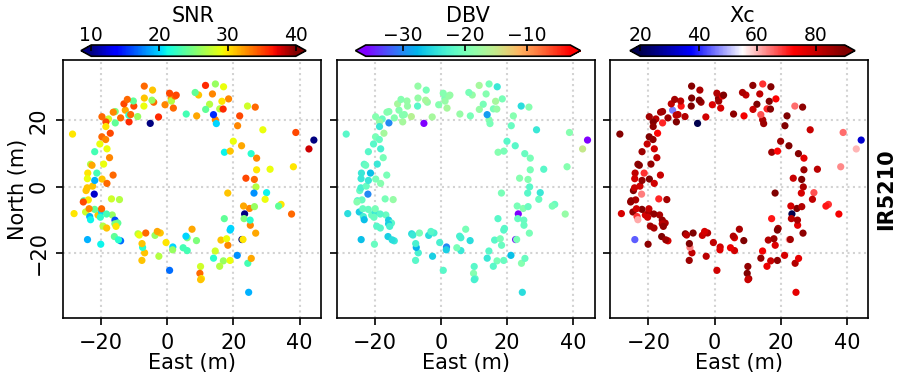 SNR DBV Xc
10 20 30 40 −30 −20 −10 20 40 60 80
North (m)
20
0
−20
−20 0 20 40 −20 0 20 40 −20 0 20 40
East (m) East (m) East (m)
IR5210